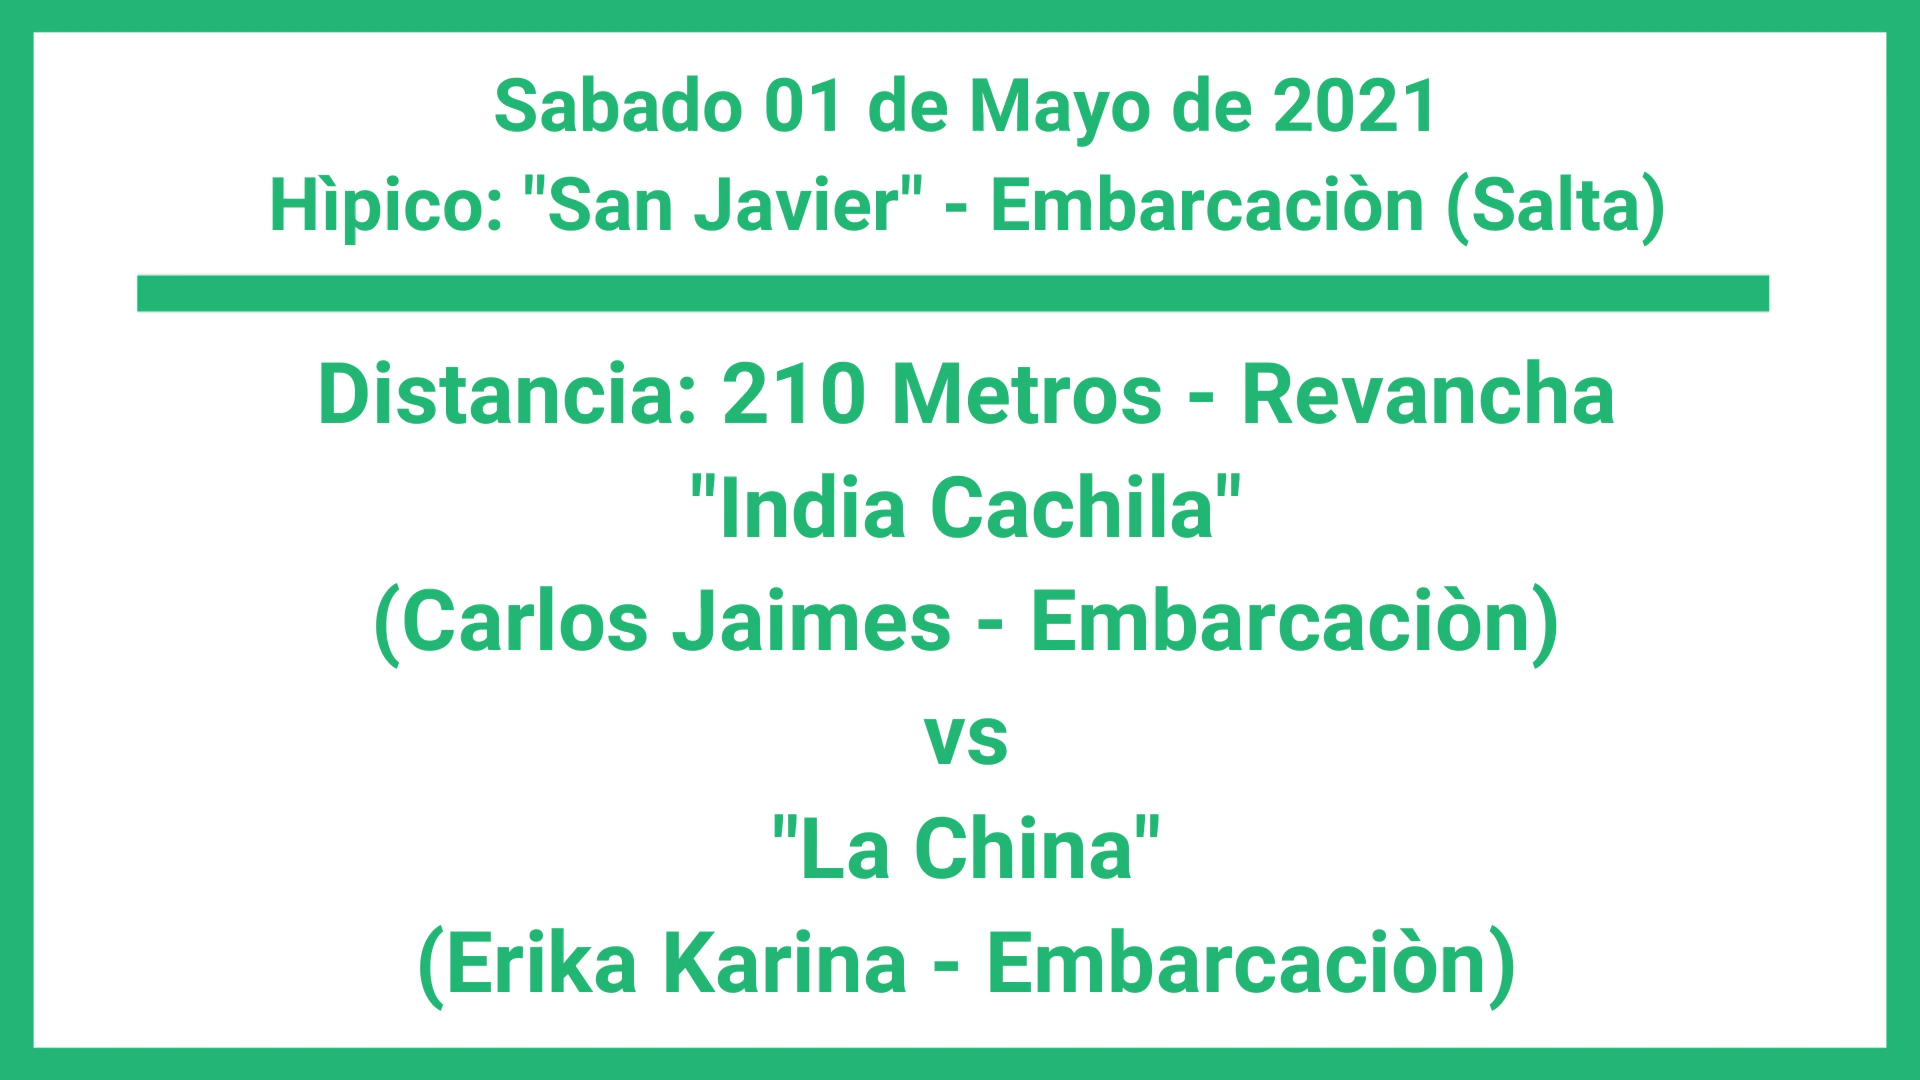 Sabado 01 de Mayo de 2021
Hìpico: "San Javier" - Embarcaciòn (Salta)
Distancia: 210 Metros - Revancha
"India Cachila"
(Carlos Jaimes - Embarcaciòn)
vs
"La China"
(Erika Karina - Embarcaciòn)